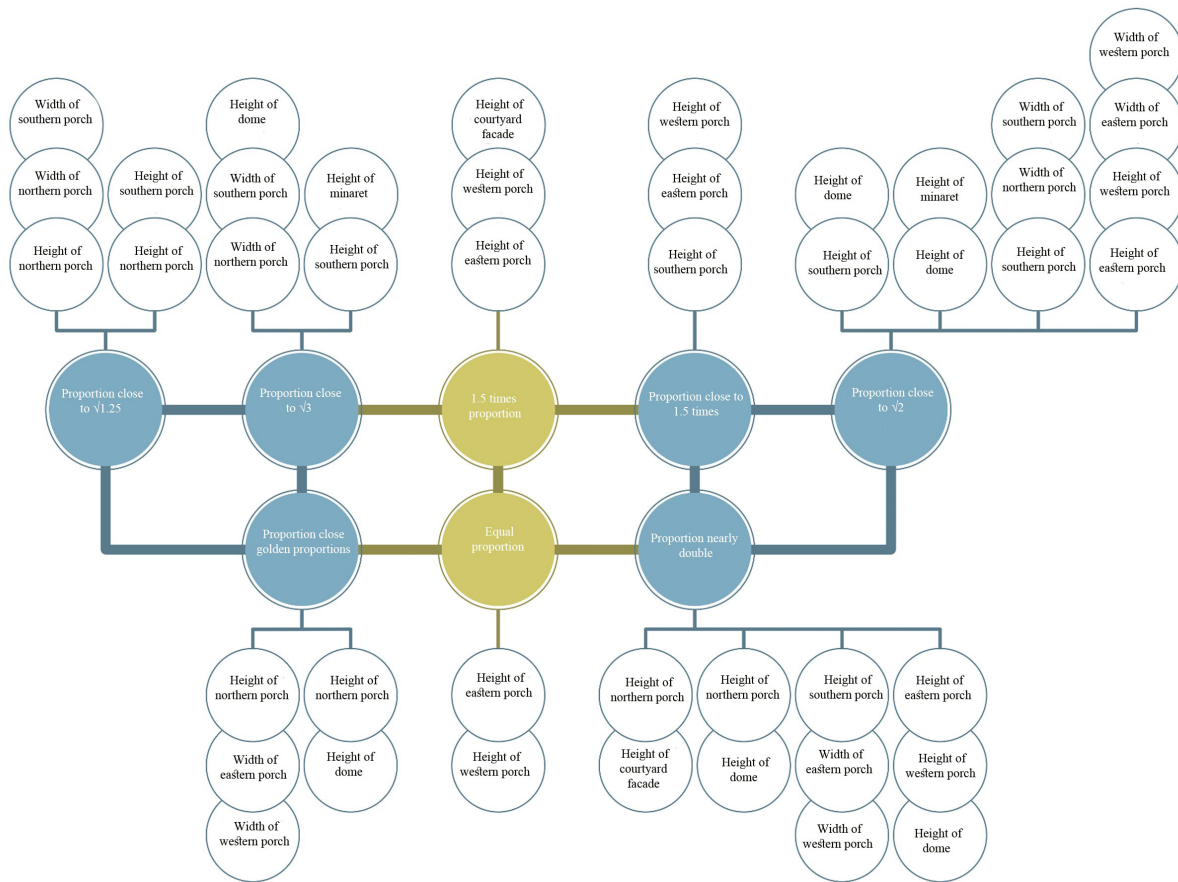 Width of
western porch
Width of
southern porch
Height of
dome
Height of
courtyard
facade
Height of
western porch
Width of
southern porch
Width of
eastern porch
Width of
northern porch
Height of
southern porch
Width of
southern porch
Height of
minaret
Height of
western porch
Height of
eastern porch
Height of
dome
Height of
minaret
Width of
northern porch
Height of
western porch
Height of
northern porch
Height of
northern porch
Width of
northern porch
Height of
southern porch
Height of
eastern porch
Height of
southern porch
Height of
southern porch
Height of
dome
Height of
southern porch
Height of
eastern porch
Proportion close
to √1.25
Proportion close
to √3
1.5 times
proportion
Proportion close to
1.5 times
Proportion close
to √2
Proportion close
golden proportions
Equal
proportion
Proportion nearly
double
Height of
northern porch
Height of
northern porch
Height of
eastern porch
Height of
northern porch
Height of
northern porch
Height of
southern porch
Height of
eastern porch
Width of
eastern porch
Height of
dome
Height of
western porch
Height of
courtyard
facade
Height of
dome
Width of
eastern porch
Height of
western porch
Width of
western porch
Width of
western porch
Height of
dome